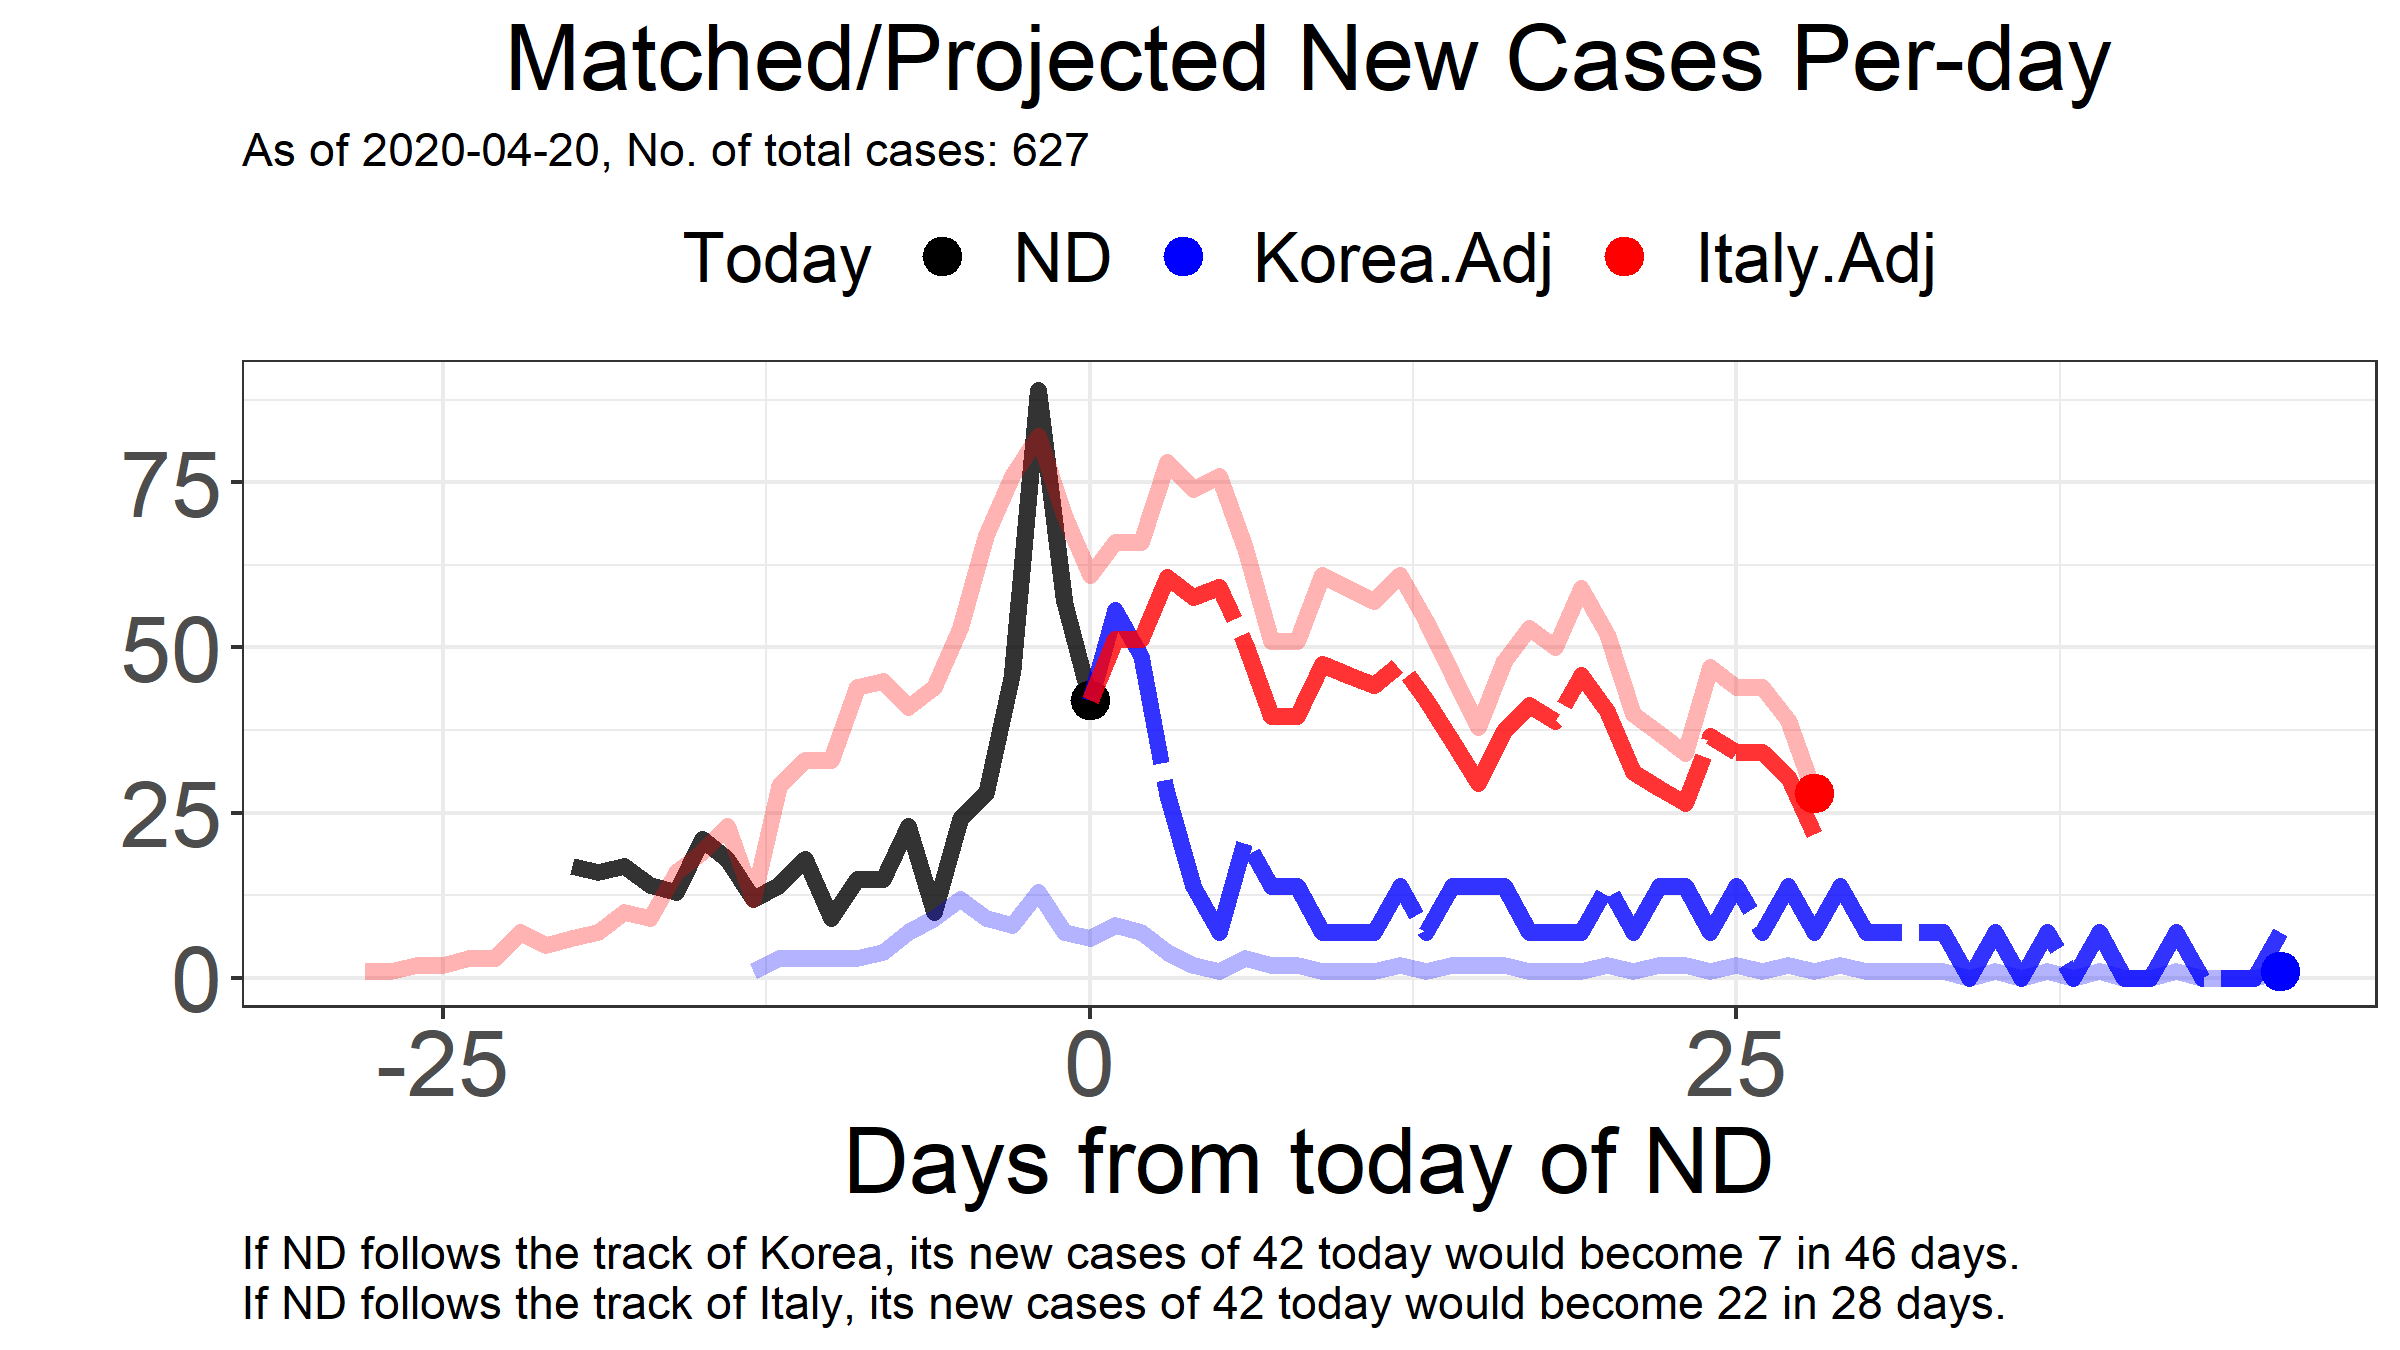 Matched/Projected New Cases Per-day
As of 2020-04-20, No. of total cases: 627
Today ND Korea.Adj Italy.Adj
75
50
25
0
-25 0 25
Days from today of ND
If ND follows the track of Korea, its new cases of 42 today would become 7 in 46 days.
If ND follows the track of Italy, its new cases of 42 today would become 22 in 28 days.